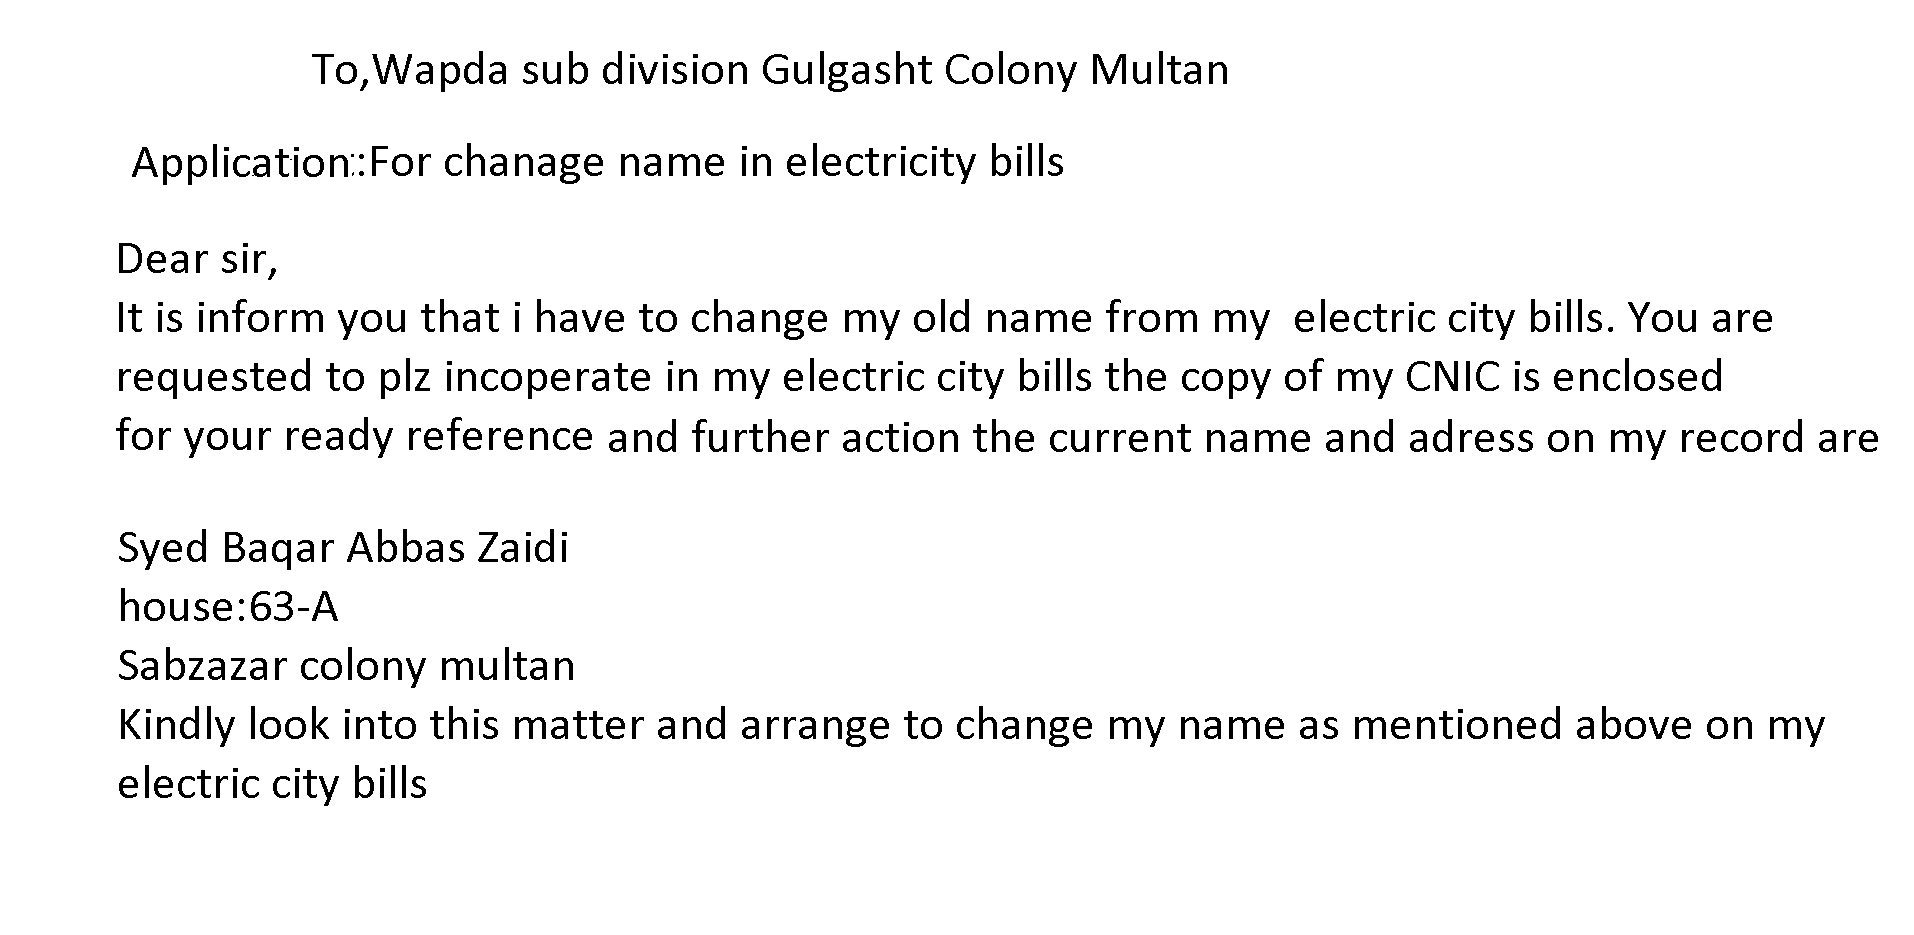 To,Wapda sub division Gulgasht Colony Multan
Application::For chanage name in electricity bills
Dear sir,
It is inform you that i have to change my old name from my  electric city bills. You are
requested to plz incoperate in my electric city bills the copy of my CNIC is enclosed
for your ready reference and further action the current name and adress on my record are
Syed Baqar Abbas Zaidi
house:63-A
Sabzazar colony multan
Kindly look into this matter and arrange to change my name as mentioned above on my
electric city bills